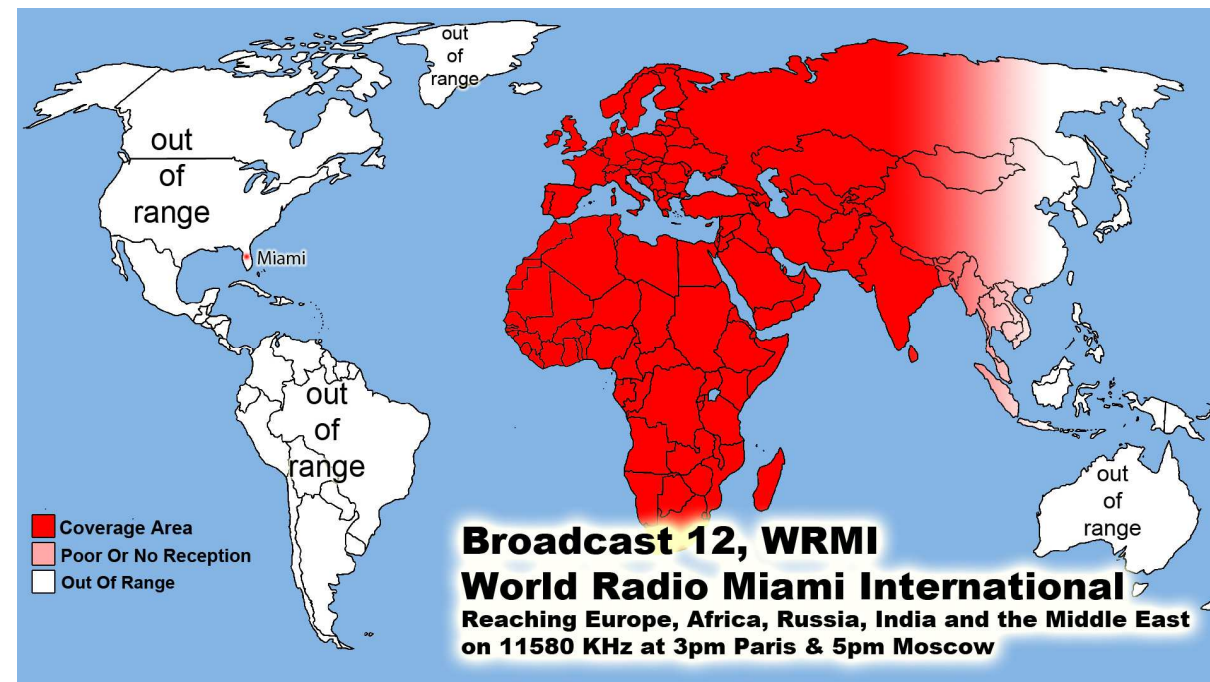 out
of
range
out
of
range
Miami
out
of
range
out
of
range
Coverage Area
Poor Or No Reception
Out Of Range
Broadcast 12, WRMI
World Radio Miami International
Reaching Europe, Africa, Russia, India and the Middle East
on 11580 KHz at 3pm Paris & 5pm Moscow